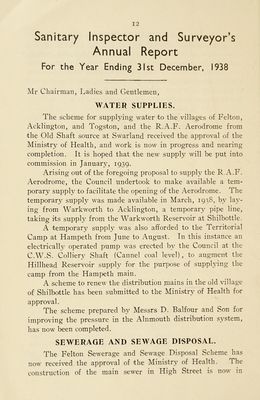 12
Sanitary Inspector and Surveyor's
Annual Report
For the Year Ending 31st December, 1938
Mr Chairman, Ladies and Gentlemen,
WATER SUPPLIES.
The scheme for supplying water to the villages of Felton,
Acklington, and Togston, and the R.A.F. Aerodrome from
the Old Shaft source at Swarland received the approval of the
Ministry of Health, and work is now in progress and nearing
completion. It is hoped that the new supply will be put into
commission in January, 1939.
Arising out of the foregoing proposal to supply the R.A.F.
Aerodrome, the Council undertook to make available a tem-
porary supply to facilitate the opening of the Aerodrome. The
temporary supply was made available in March, 1938, by lay-
ing from Warkworth to Acklington, a temporary pipe line,
taking its supply from the Warkworth Reservoir at Shilbottle.
A temporary supply was also afforded to the Territorial
Camp at Hampeth from June to August. In this instance an
electrically operated pump was erected by the Council at the
C.W.S. Colliery Shaft (Cannel coal level), to augment the
Hillhead Reservoir supply for the purpose of supplying the
camp from the Hampeth main.
A scheme to renew the distribution mains in the old village
of Shilbottle has been submitted to the Ministry of Health for
approval.
The scheme prepared by Messrs D. Balfour and Son for
improving the pressure in the Alnmouth distribution system,
has now been completed.
SEWERAGE AND SEWAGE DISPOSAL.
The Felton Sewerage and Sewage Disposal Scheme has
now received the approval of the Ministry of Health. The
construction of the main sewer in High Street is now in